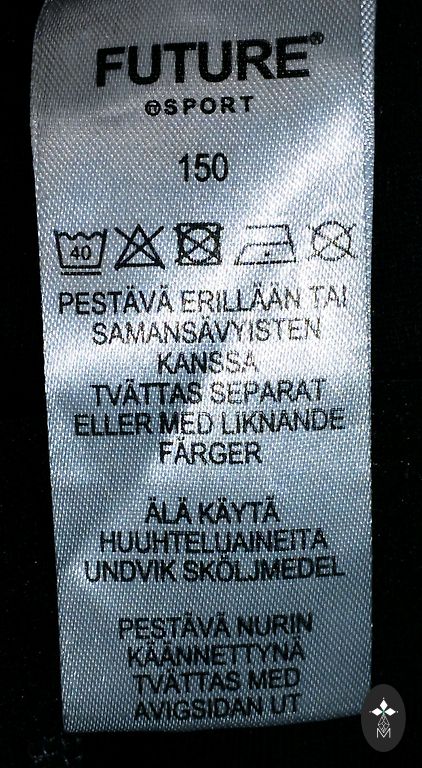 FUTURE®
SPORT
150
40
PESTÄVÄ ERILLÄÄN TAI
SAMANSÄVYISTEN
KANSSA
TVÄTTAS SEPARAT
ELLER MED LIKNANDE
FÄRGER
ÄLÄ KÄYTÄ
HUUHTELUAINEITA
UNDVIK SKÖLJMEDEL
PESTÄVÄ NURIN
KÄÄNNETTYNÄ
TVÄTTAS MED
AVIGSIDAN UT